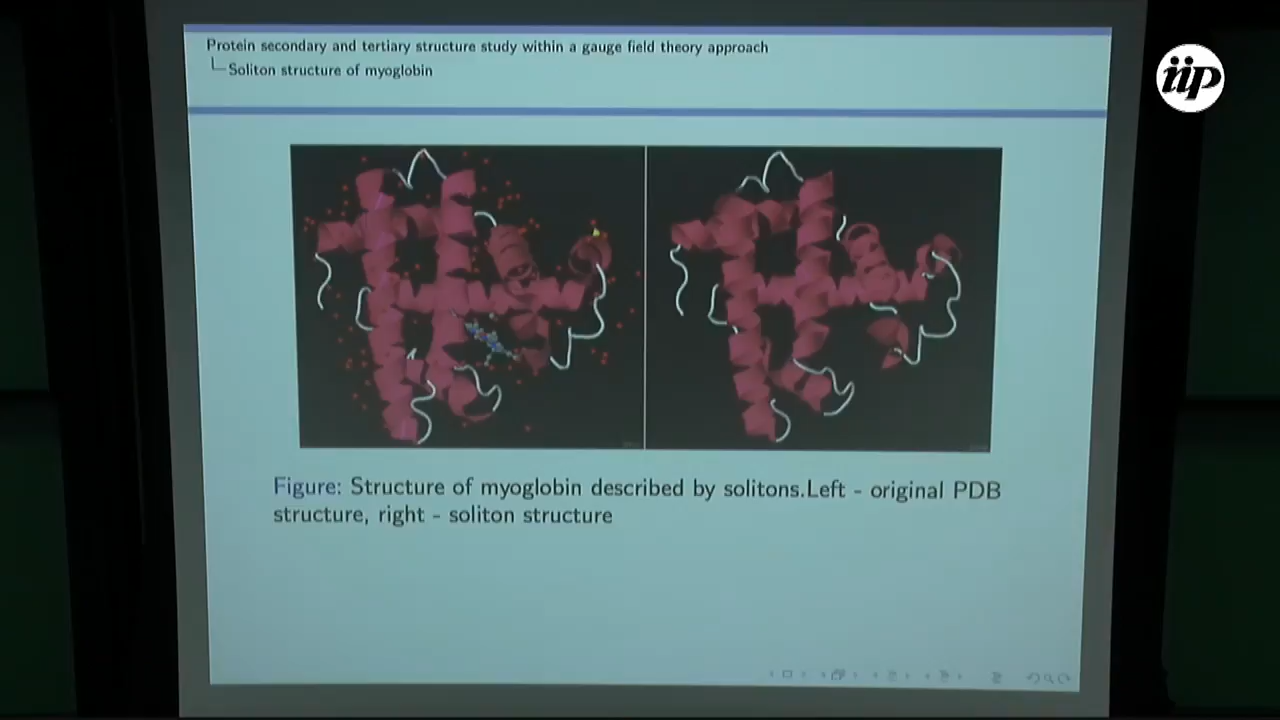 Protein secondary and tertiary structure study within a gauge field theory approach
Soliton structure of myoglobin
iip
Figure: Structure of myoglobin described by solitons.Left - original PDB
structure, right - soliton structure